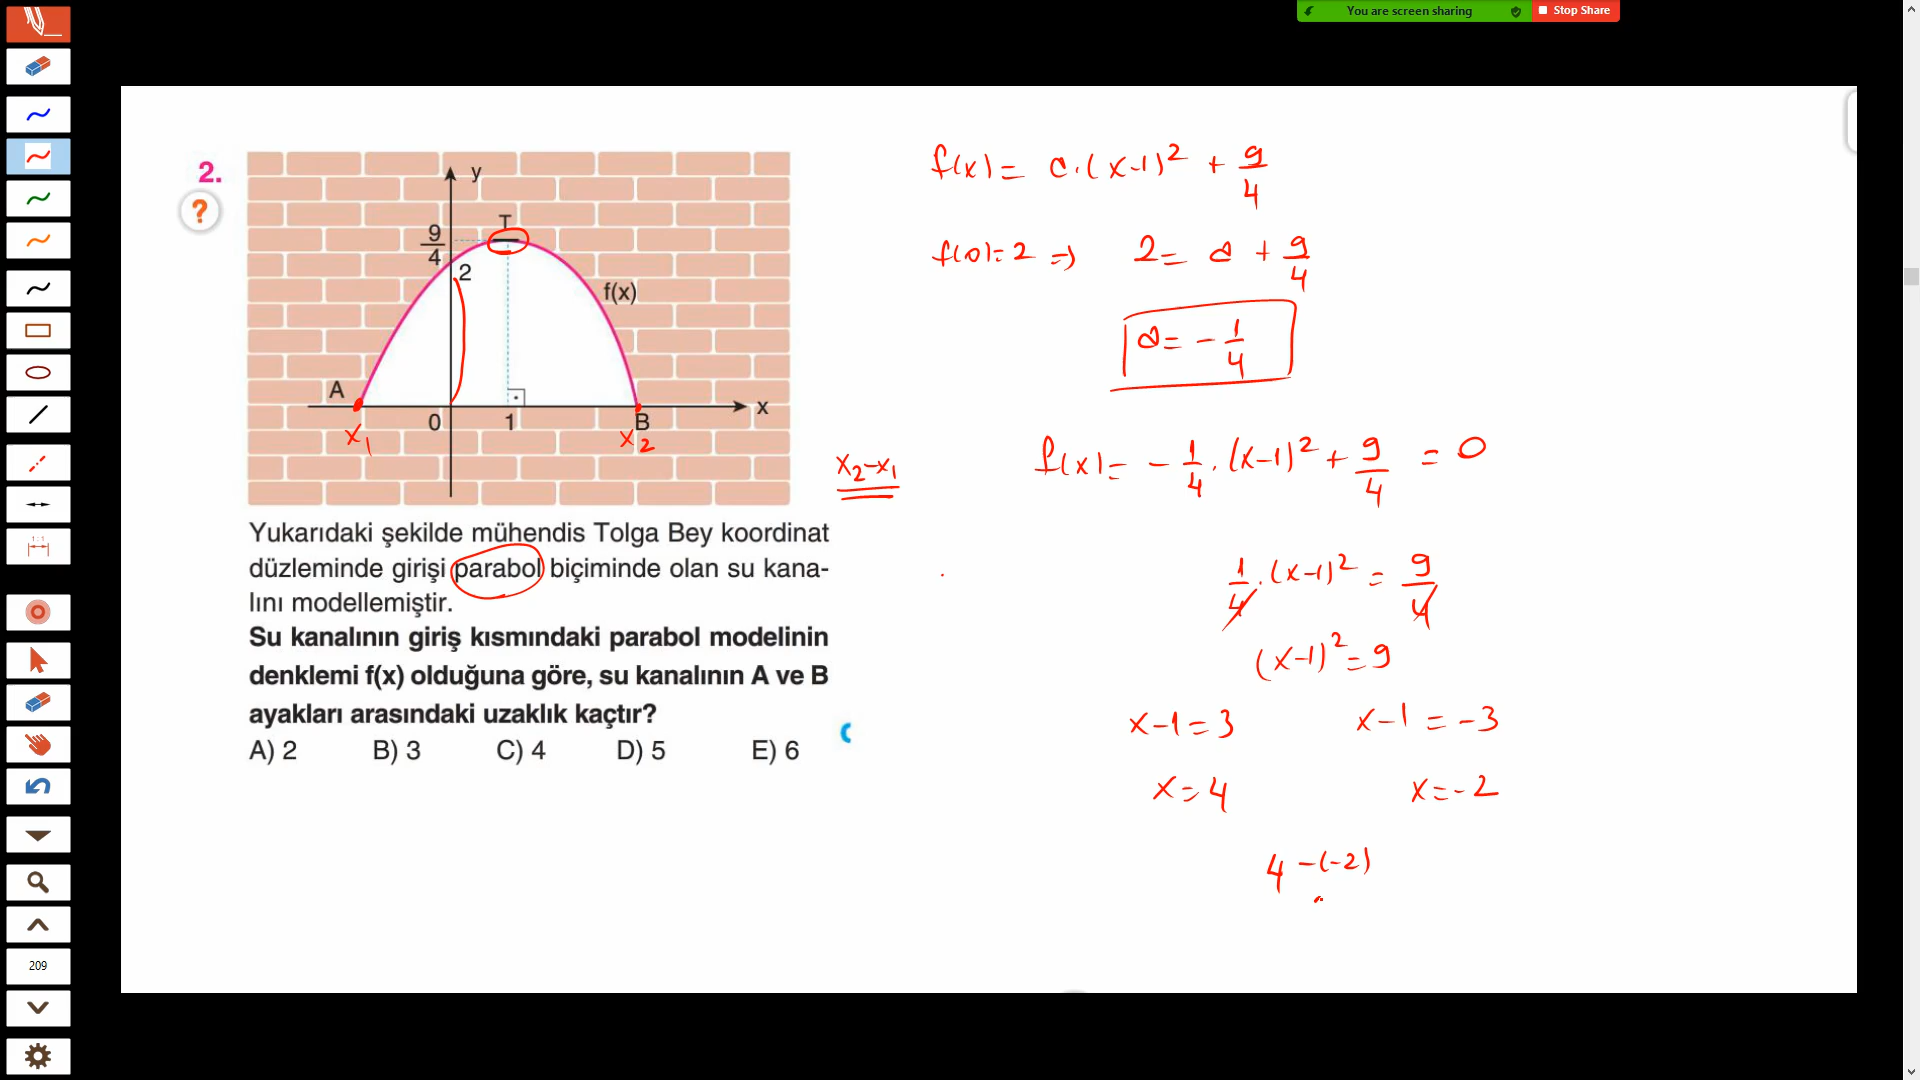 You are screen sharing
Stop Share
2.
?
y
T
9/4
2
f(x)
A
0
1
B
x
x₁
x₂
x₂-x₁
Yukarıdaki şekilde mühendis Tolga Bey koordinat
düzleminde girişi parabol biçiminde olan su kana-
lını modellemiştir.
Su kanalının giriş kısmındaki parabol modelinin
denklemi f(x) olduğuna göre, su kanalının A ve B
ayakları arasındaki uzaklık kaçtır?
A) 2 B) 3 C) 4 D) 5 E) 6
f(x) = a.(x-1)² + 9/4
f(0)=2 => 2 = a + 9/4
a = -1/4
f(x) = -1/4.(x-1)² + 9/4 = 0
1/4.(x-1)² = 9/4
(x-1)² = 9
x-1=3 x-1=-3
x=4 x=-2
4-(-2)
1:1
209